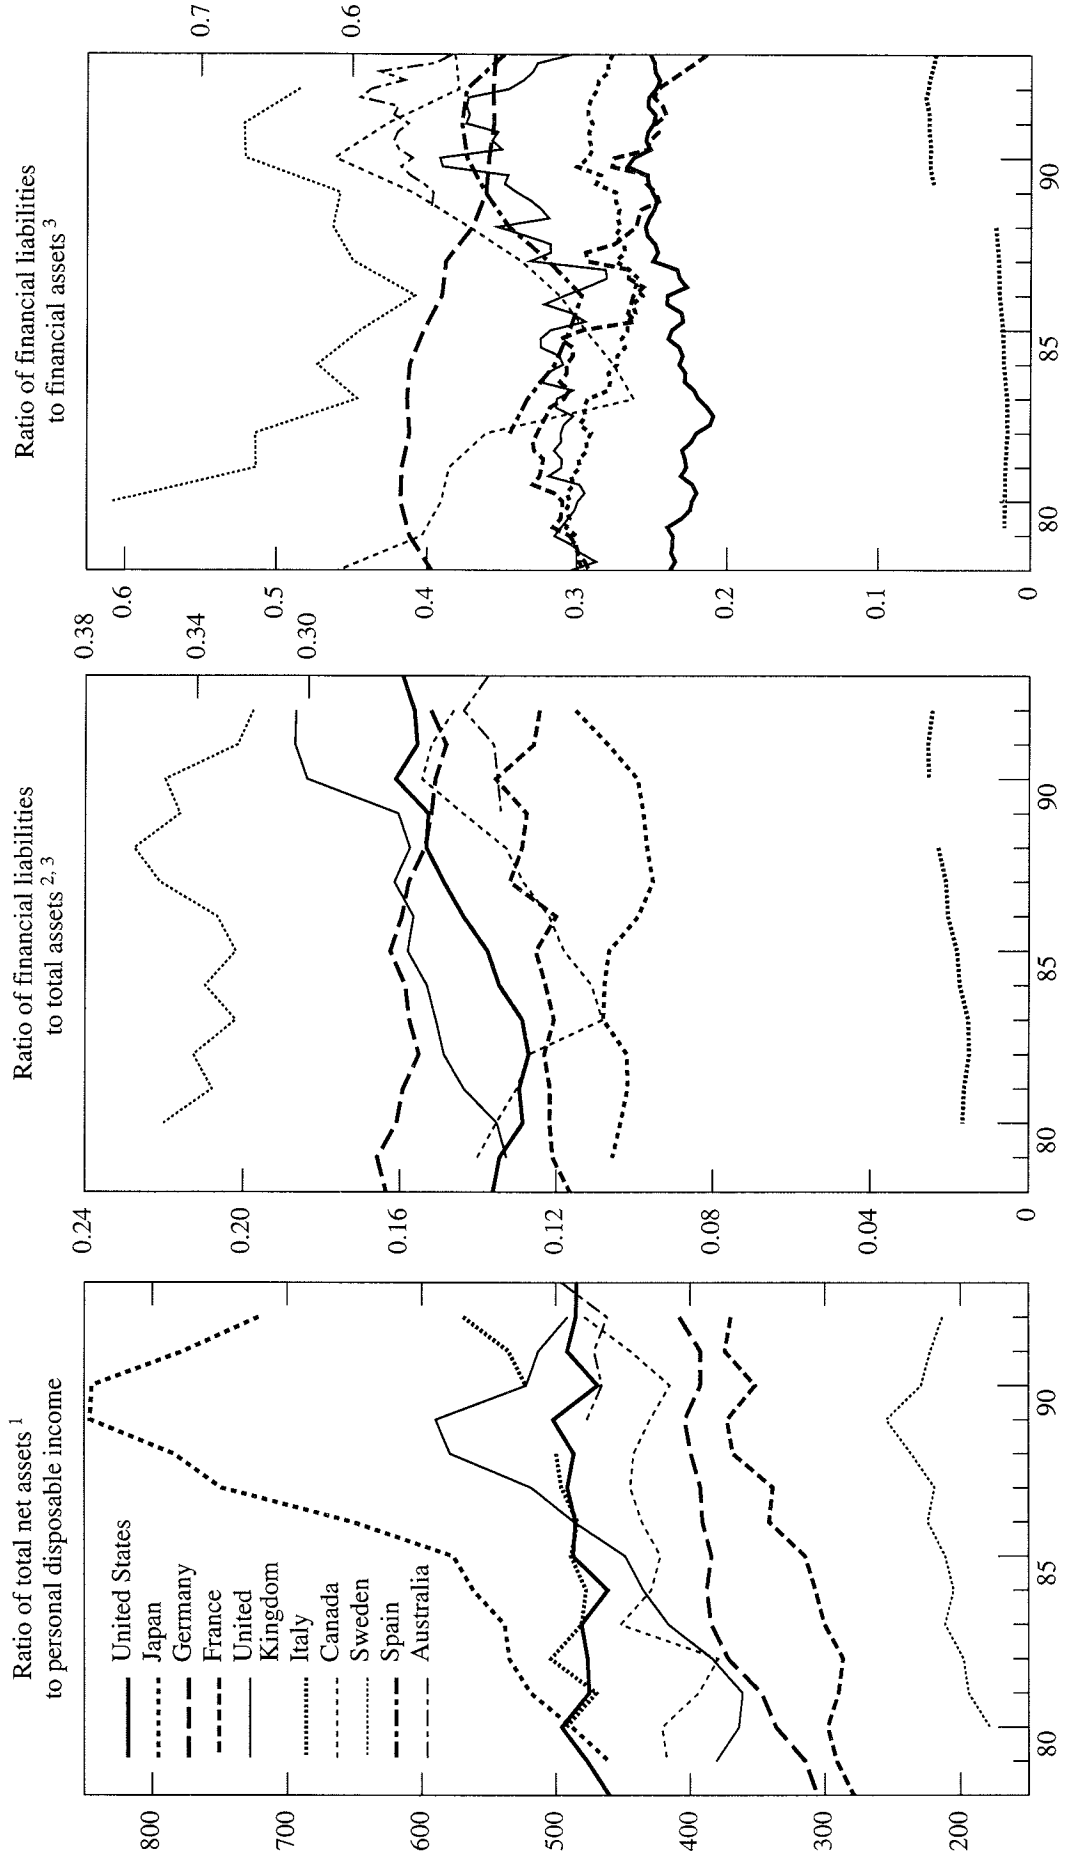 Ratio of total net assets 1
to personal disposable income
800
700
600
500
400
300
200
United States
Japan
Germany
France
United
Kingdom
Italy
Canada
Sweden
Spain
Australia
80
85
90
Ratio of financial liabilities
to total assets 2, 3
0.24
0.20
0.16
0.12
0.08
0.04
0
0.38
0.34
0.30
80
85
90
Ratio of financial liabilities
to financial assets 3
0.6
0.5
0.4
0.3
0.2
0.1
0
0.7
0.6
80
85
90